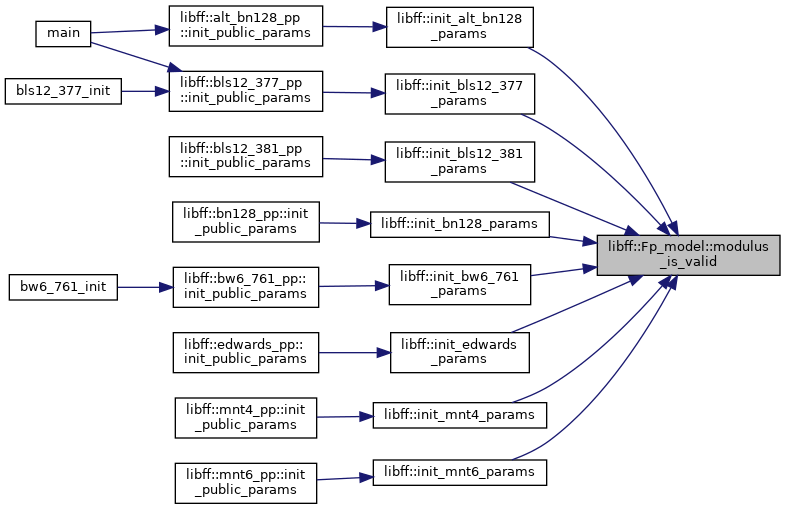 main
bls12_377_init
bw6_761_init
libff::alt_bn128_pp
::init_public_params
libff::bls12_377_pp
::init_public_params
libff::bls12_381_pp
::init_public_params
libff::bn128_pp::init
_public_params
libff::bw6_761_pp::
init_public_params
libff::edwards_pp::
init_public_params
libff::mnt4_pp::init
_public_params
libff::mnt6_pp::init
_public_params
libff::init_alt_bn128
_params
libff::init_bls12_377
_params
libff::init_bls12_381
_params
libff::init_bn128_params
libff::init_bw6_761
_params
libff::init_edwards
_params
libff::init_mnt4_params
libff::init_mnt6_params
libff::Fp_model::modulus
_is_valid